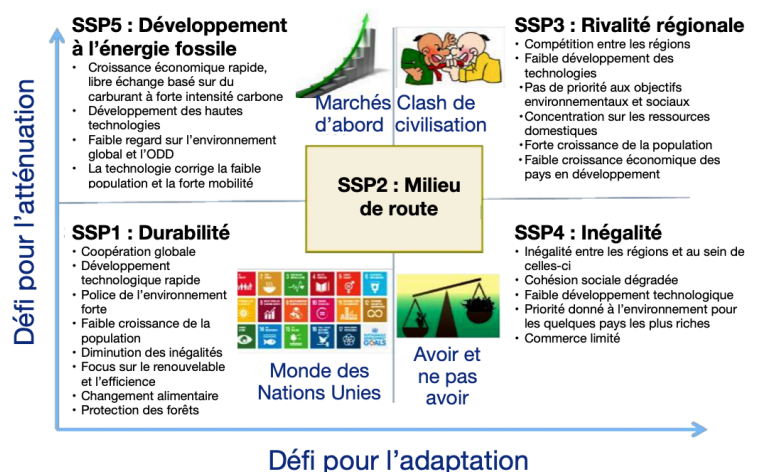 SSP5 : Développement
à l’énergie fossile
• Croissance économique rapide,
libre échange basé sur du
carburant à forte intensité carbone
• Développement des hautes
technologies
• Faible regard sur l’environnement
global et l’ODD
• La technologie corrige la faible
population et la forte mobilité
Marchés
d’abord
Clash de
civilisation
SSP3 : Rivalité régionale
• Compétition entre les régions
• Faible développement des
technologies
•Pas de priorité aux objectifs
environnementaux et sociaux
• Concentration sur les ressources
domestiques
• Forte croissance de la population
• Faible croissance économique des
pays en développement
SSP2 : Milieu
de route
SSP1 : Durabilité
• Coopération globale
• Développement
technologique rapide
• Police de l’environnement
forte
• Faible croissance de la
population
• Diminution des inégalités
• Focus sur le renouvelable
et l’efficience
• Changement alimentaire
• Protection des forêts
GOALS
Monde des
Nations Unies
Avoir et
ne pas
avoir
SSP4 : Inégalité
• Inégalité entre les régions et au sein de
celles-ci
• Cohésion sociale dégradée
• Faible développement technologique
• Priorité donné à l’environnement pour
les quelques pays les plus riches
• Commerce limité
Défi pour l’atténuation
Défi pour l’adaptation